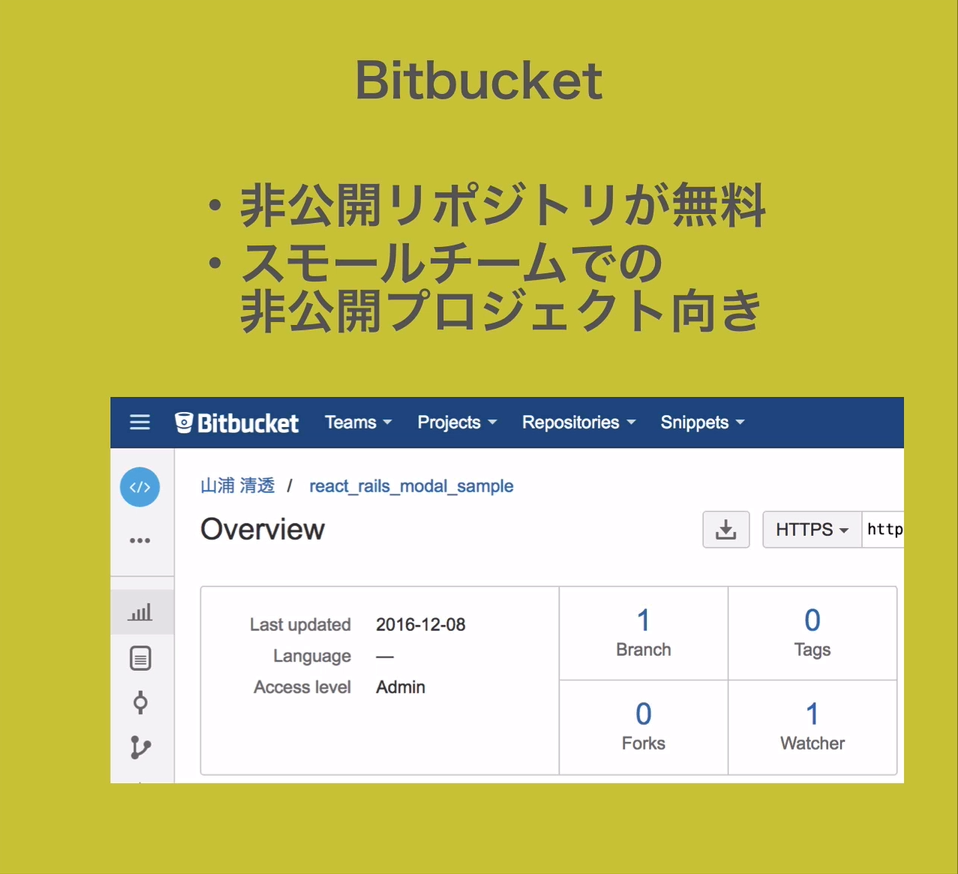 Bitbucket
・非公開リポジトリが無料
・スモールチームでの
非公開プロジェクト向き
Bitbucket Teams Projects Repositories Snippets
山浦 清透 / react_rails_modal_sample
Overview
HTTPS http
Last updated 2016-12-08
Language —
Access level Admin
1
Branch
0
Tags
0
Forks
1
Watcher